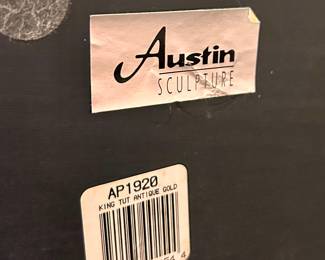 Austin
SCULPTURE
AP1920
KING TUT ANTIQUE GOLD